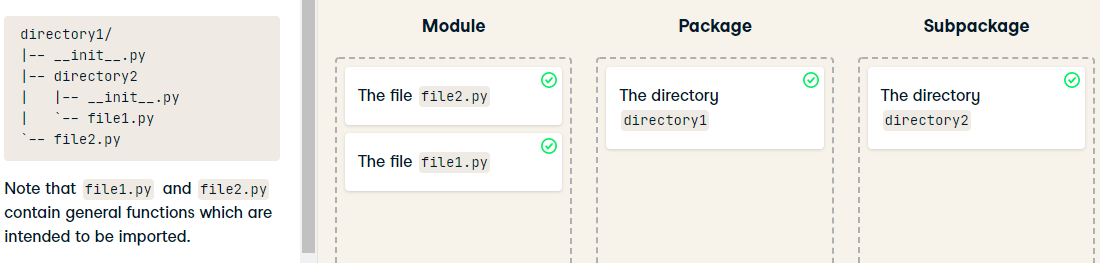 directory1/
|-- __init__.py
|-- directory2
|   |-- __init__.py
|   `-- file1.py
`-- file2.py
Note that file1.py and file2.py
contain general functions which are
intended to be imported.
Module
The file file2.py
The file file1.py
Package
The directory
directory1
Subpackage
The directory
directory2